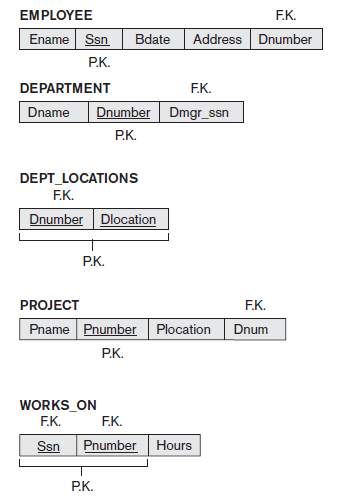 EMPLOYEE F.K.
Ename Ssn Bdate Address Dnumber
P.K.
DEPARTMENT F.K.
Dname Dnumber Dmgr_ssn
P.K.
DEPT_LOCATIONS
F.K.
Dnumber Dlocation
P.K.
PROJECT F.K.
Pname Pnumber Plocation Dnum
P.K.
WORKS_ON
F.K. F.K.
Ssn Pnumber Hours
P.K.